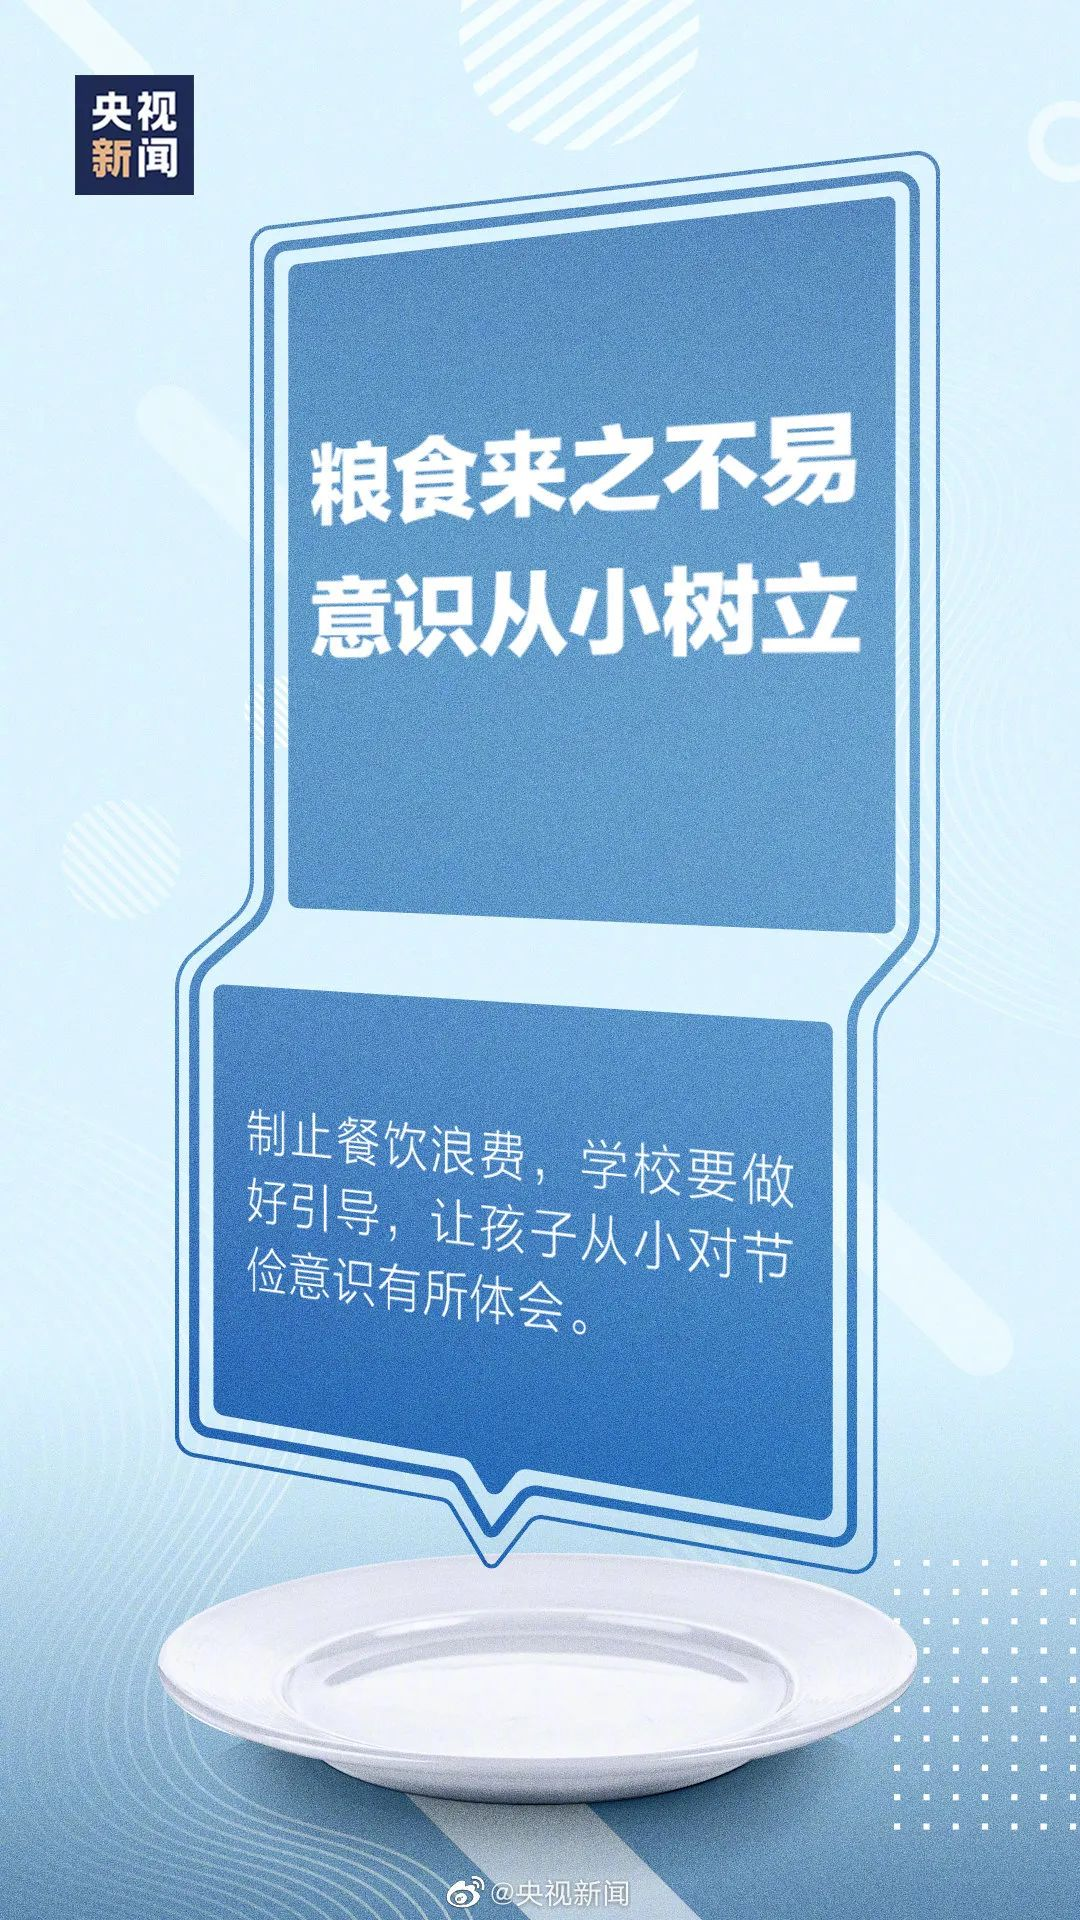 央视
新闻
粮食来之不易
意识从小树立
制止餐饮浪费，学校要做
好引导，让孩子从小对节
俭意识有所体会。
@央视新闻